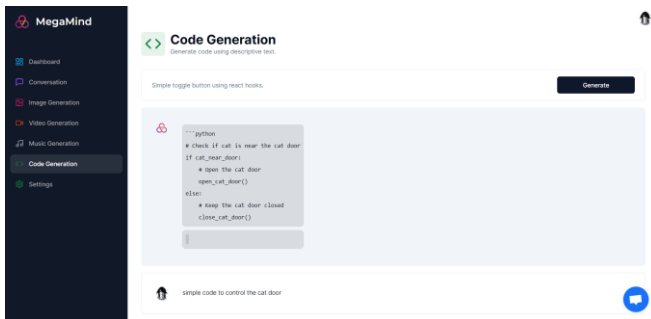 MegaMind
Dashboard
Conversation
Image Generation
Video Generation
Music Generation
Code Generation
Settings
Code Generation
Generate code using descriptive text.
Simple toggle button using react hooks.
Generate
```python
# Check if cat is near the cat door
if cat_near_door:
    # Open the cat door
    open_cat_door()
else:
    # Keep the cat door closed
    close_cat_door()
simple code to control the cat door